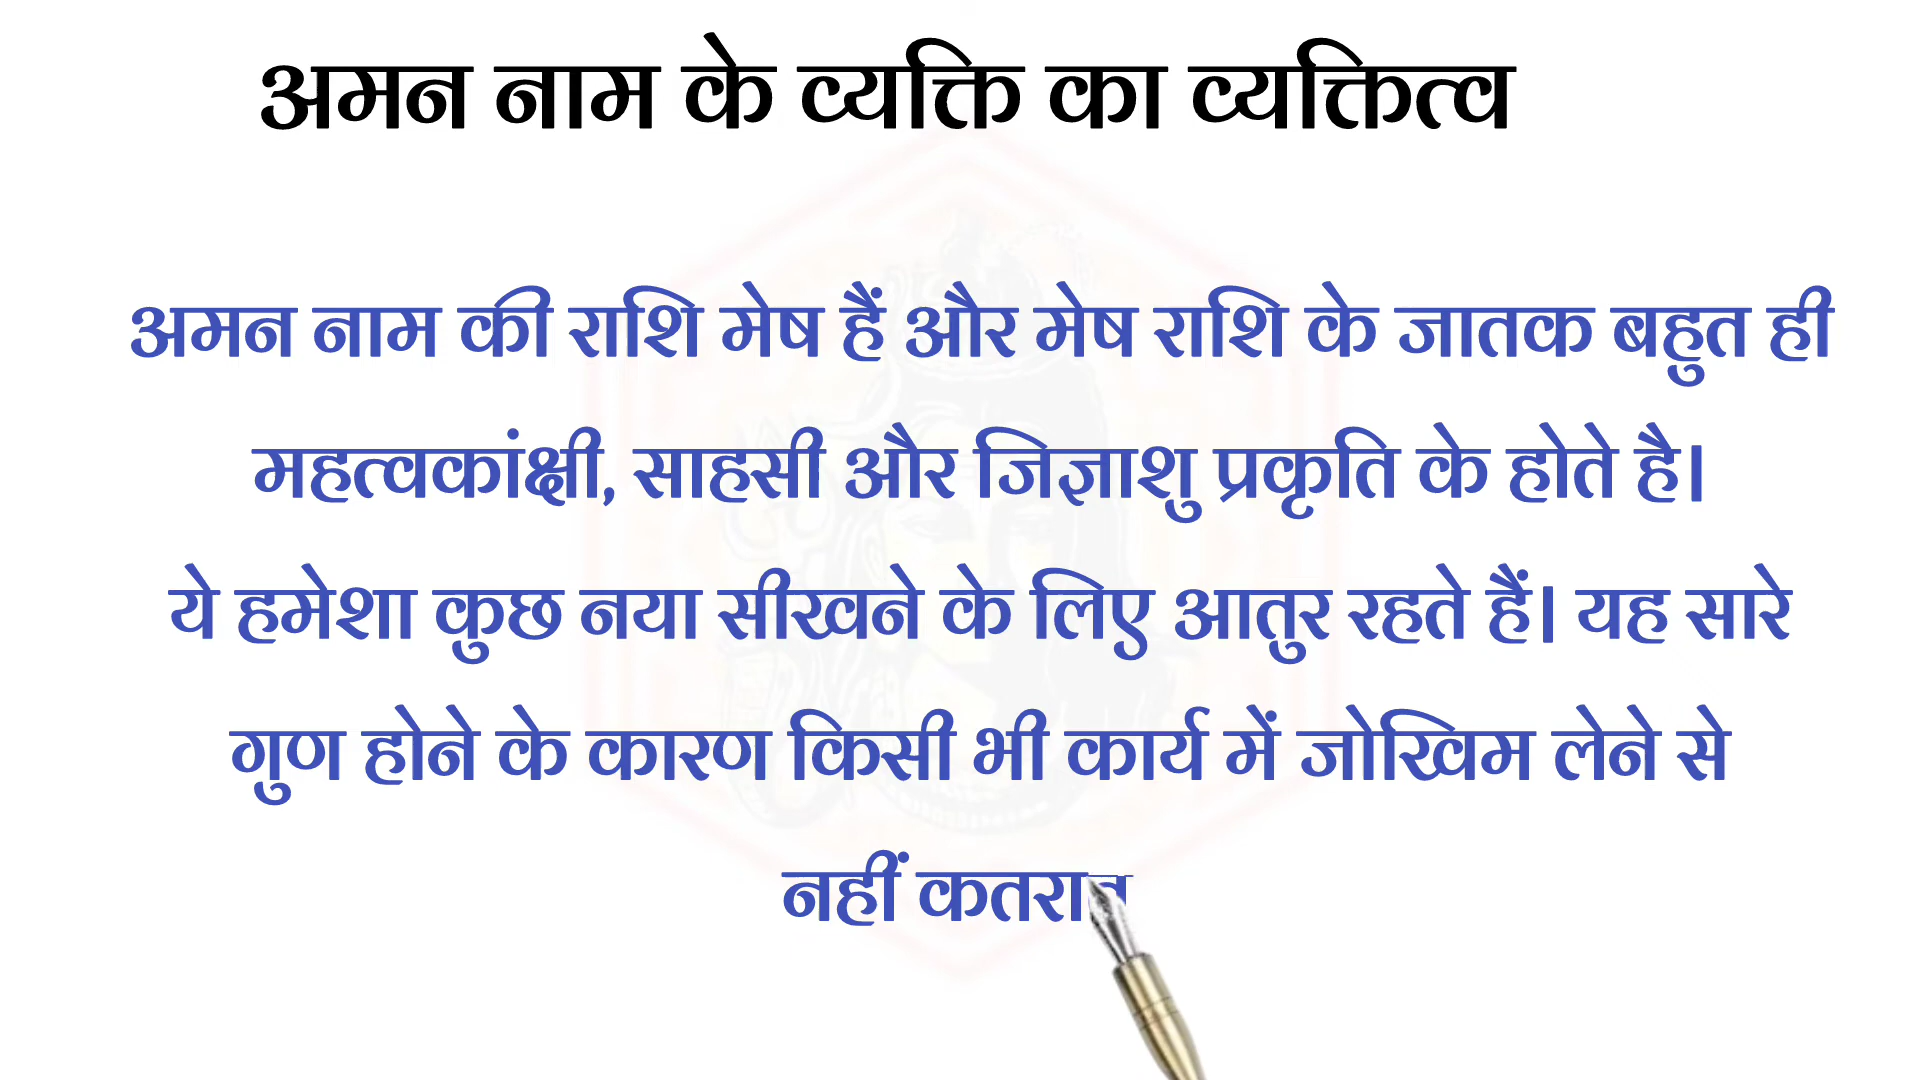 अमन नाम के व्यक्ति का व्यक्तित्व
अमन नाम की राशि मेष हैं और मेष राशि के जातक बहुत ही
महत्वकांक्षी, साहसी और जिज्ञाशु प्रकृति के होते है।
ये हमेशा कुछ नया सीखने के लिए आतुर रहते हैं। यह सारे
गुण होने के कारण किसी भी कार्य में जोखिम लेने से
नहीं